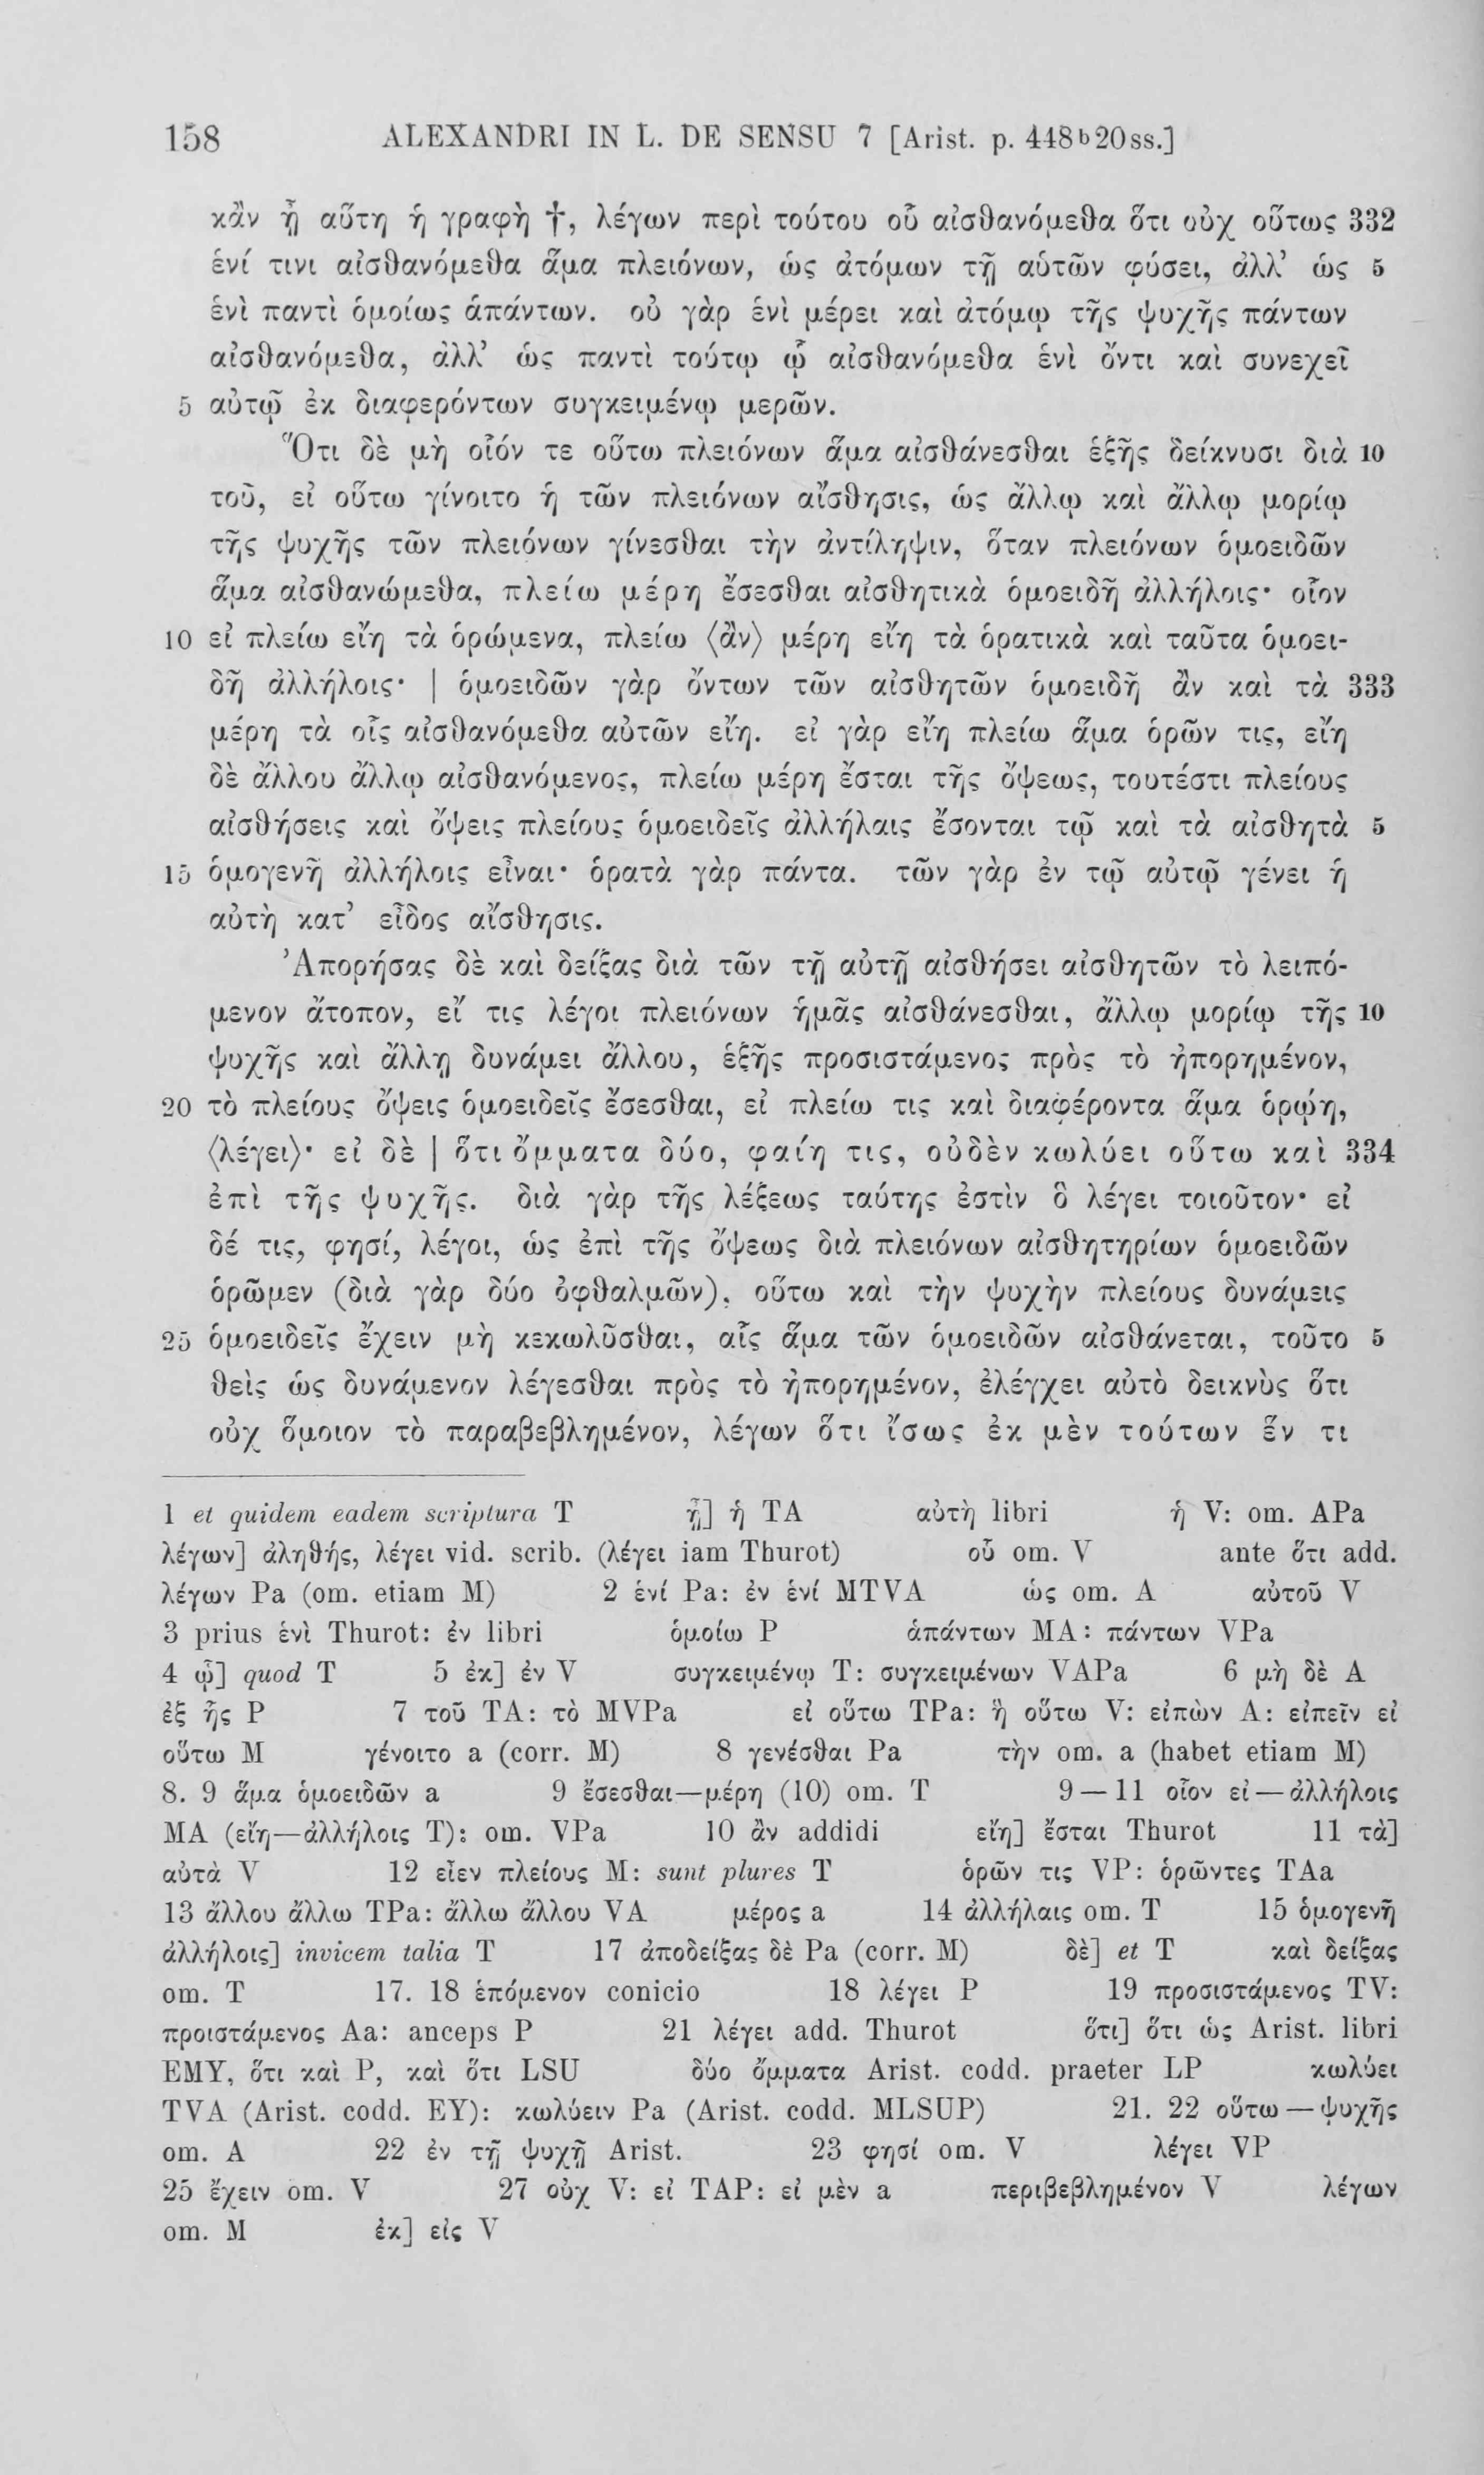 158 ALEXANDRI IN L. DE SENSU 7 [Arist. p. 448b20ss.]
κἂν ᾖ αὕτη ἡ γραφὴ †, λέγων περὶ τούτου οὗ αἰσθανόμεθα ὅτι οὐχ οὕτως 332
ἑνί τινι αἰσθανόμεθα ἅμα πλειόνων, ὡς ἀτόμων τῇ αὑτῶν φύσει, ἀλλ’ ὡς 5
ἑνὶ παντὶ ὁμοίως ἁπάντων. οὐ γὰρ ἑνὶ μέρει καὶ ἀτόμῳ τῆς ψυχῆς πάντων
αἰσθανόμεθα, ἀλλ’ ὡς παντὶ τούτῳ ᾧ αἰσθανόμεθα ἑνὶ ὄντι καὶ συνεχεῖ
5 αὐτῷ ἐκ διαφερόντων συγκειμένῳ μερῶν.
Ὅτι δὲ μὴ οἷόν τε οὕτω πλειόνων ἅμα αἰσθάνεσθαι ἑξῆς δείκνυσι διὰ 10
τοῦ, εἰ οὕτω γίνοιτο ἡ τῶν πλειόνων αἴσθησις, ὡς ἄλλῳ καὶ ἄλλῳ μορίῳ
τῆς ψυχῆς τῶν πλειόνων γίνεσθαι τὴν ἀντίληψιν, ὅταν πλειόνων ὁμοειδῶν
ἅμα αἰσθανώμεθα, πλείω μέρη ἔσεσθαι αἰσθητικὰ ὁμοειδῆ ἀλλήλοις· οἷον
10 εἰ πλείω εἴη τὰ ὁρώμενα, πλείω ⟨ἂν⟩ μέρη εἴη τὰ ὁρατικὰ καὶ ταῦτα ὁμοει-
δῆ ἀλλήλοις· | ὁμοειδῶν γὰρ ὄντων τῶν αἰσθητῶν ὁμοειδῆ ἂν καὶ τὰ 333
μέρη τὰ οἷς αἰσθανόμεθα αὐτῶν εἴη. εἰ γὰρ εἴη πλείω ἅμα ὁρῶν τις, εἴη
δὲ ἄλλου ἄλλῳ αἰσθανόμενος, πλείω μέρη ἔσται τῆς ὄψεως, τουτέστι πλείους
αἰσθήσεις καὶ ὄψεις πλείους ὁμοειδεῖς ἀλλήλαις ἔσονται τῷ καὶ τὰ αἰσθητὰ 5
15 ὁμογενῆ ἀλλήλοις εἶναι· ὁρατὰ γὰρ πάντα. τῶν γὰρ ἐν τῷ αὐτῷ γένει ἡ
αὐτὴ κατ’ εἶδος αἴσθησις.
Ἀπορήσας δὲ καὶ δείξας διὰ τῶν τῇ αὐτῇ αἰσθήσει αἰσθητῶν τὸ λειπό-
μενον ἄτοπον, εἴ τις λέγοι πλειόνων ἡμᾶς αἰσθάνεσθαι, ἄλλῳ μορίῳ τῆς 10
ψυχῆς καὶ ἄλλῃ δυνάμει ἄλλου, ἑξῆς προσιστάμενος πρὸς τὸ ἠπορημένον,
20 τὸ πλείους ὄψεις ὁμοειδεῖς ἔσεσθαι, εἰ πλείω τις καὶ διαφέροντα ἅμα ὁρῴη,
⟨λέγει⟩· εἰ δὲ | ὅτι ὄμματα δύο, φαίη τις, οὐδὲν κωλύει οὕτω καὶ 334
ἐπὶ τῆς ψυχῆς. διὰ γὰρ τῆς λέξεως ταύτης ἐστὶν ὃ λέγει τοιοῦτον· εἰ
δέ τις, φησί, λέγοι, ὡς ἐπὶ τῆς ὄψεως διὰ πλειόνων αἰσθητηρίων ὁμοειδῶν
ὁρῶμεν (διὰ γὰρ δύο ὀφθαλμῶν), οὕτω καὶ τὴν ψυχὴν πλείους δυνάμεις
25 ὁμοειδεῖς ἔχειν μὴ κεκωλῦσθαι, αἷς ἅμα τῶν ὁμοειδῶν αἰσθάνεται, τοῦτο 5
θεὶς ὡς δυνάμενον λέγεσθαι πρὸς τὸ ἠπορημένον, ἐλέγχει αὐτὸ δεικνὺς ὅτι
οὐχ ὅμοιον τὸ παραβεβλημένον, λέγων ὅτι ἴσως ἐκ μὲν τούτων ἕν τι
1 et quidem eadem scriptura T ᾖ] ἡ TA αὐτὴ libri ἡ V: om. APa
λέγων] ἀληθής, λέγει vid. scrib. (λέγει iam Thurot) οὗ om. V ante ὅτι add.
λέγων Pa (om. etiam M) 2 ἑνί Pa: ἐν ἑνί MTVA ὡς om. A αὐτοῦ V
3 prius ἑνὶ Thurot: ἐν libri ὁμοίω P ἁπάντων MA: πάντων VPa
4 ᾧ] quod T 5 ἐκ] ἐν V συγκειμένῳ T: συγκειμένων VAPa 6 μὴ δὲ A
ἐξ ἧς P 7 τοῦ TA: τὸ MVPa εἰ οὕτω TPa: ἢ οὕτω V: εἰπὼν A: εἰπεῖν εἰ
οὕτω M γένοιτο a (corr. M) 8 γενέσθαι Pa τὴν om. a (habet etiam M)
8. 9 ἅμα ὁμοειδῶν a 9 ἔσεσθαι—μέρη (10) om. T 9—11 οἷον εἰ—ἀλλήλοις
MA (εἴη—ἀλλήλοις T): om. VPa 10 ἂν addidi εἴη] ἔσται Thurot 11 τὰ]
αὐτὰ V 12 εἶεν πλείους M: sunt plures T ὁρῶν τις VP: ὁρῶντες TAa
13 ἄλλου ἄλλω TPa: ἄλλω ἄλλου VA μέρος a 14 ἀλλήλαις om. T 15 ὁμογενῆ
ἀλλήλοις] invicem talia T 17 ἀποδείξας δὲ Pa (corr. M) δὲ] et T καὶ δείξας
om. T 17. 18 ἑπόμενον conicio 18 λέγει P 19 προσιστάμενος TV:
προιστάμενος Aa: anceps P 21 λέγει add. Thurot ὅτι] ὅτι ὡς Arist. libri
EMY, ὅτι καὶ P, καὶ ὅτι LSU δύο ὄμματα Arist. codd. praeter LP κωλύει
TVA (Arist. codd. EY): κωλύειν Pa (Arist. codd. MLSUP) 21. 22 οὕτω—ψυχῆς
om. A 22 ἐν τῇ ψυχῇ Arist. 23 φησί om. V λέγει VP
25 ἔχειν om. V 27 οὐχ V: εἰ TAP: εἰ μὲν a περιβεβλημένον V λέγων
om. M ἐκ] εἰς V